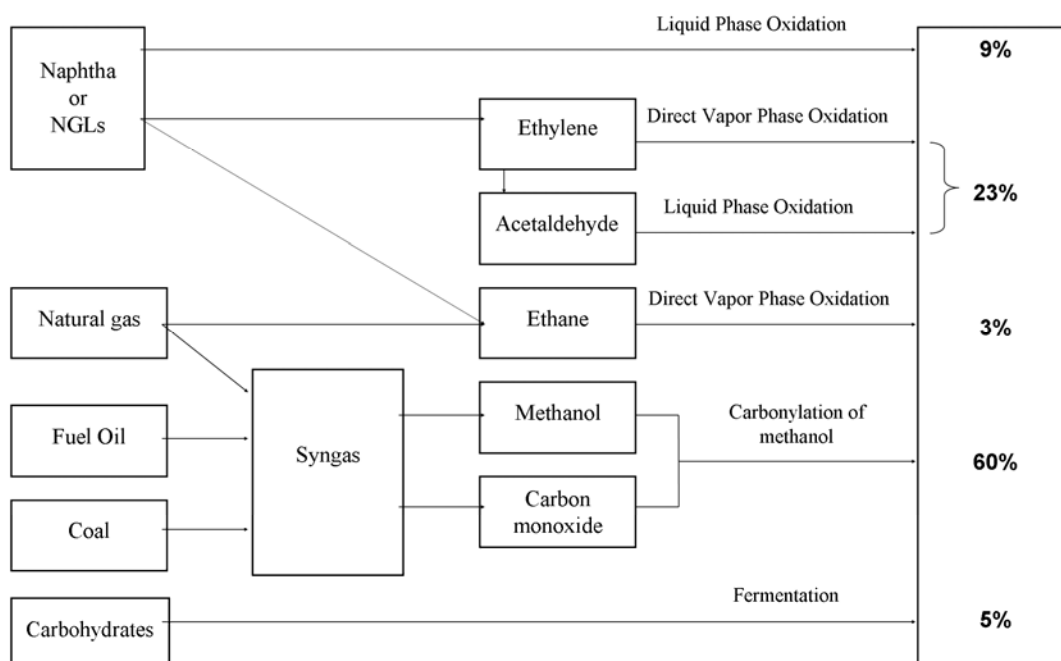 Liquid Phase Oxidation
9%
Naphtha
or
NGLs
Ethylene
Direct Vapor Phase Oxidation
23%
Acetaldehyde
Liquid Phase Oxidation
Natural gas
Ethane
Direct Vapor Phase Oxidation
3%
Fuel Oil
Syngas
Methanol
Carbonylation of
methanol
60%
Coal
Carbon
monoxide
Carbohydrates
Fermentation
5%